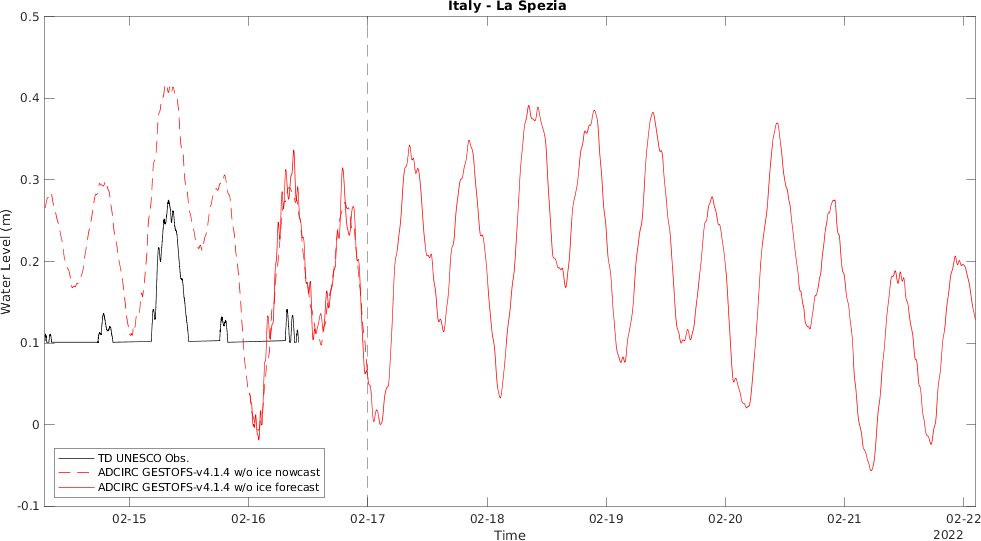 Italy - La Spezia
0.5
0.4
0.3
0.2
0.1
0
-0.1
Water Level (m)
TD UNESCO Obs.
ADCIRC GESTOFS-v4.1.4 w/o ice nowcast
ADCIRC GESTOFS-v4.1.4 w/o ice forecast
02-15 02-16 02-17 02-18 02-19 02-20 02-21 02-22
Time
2022